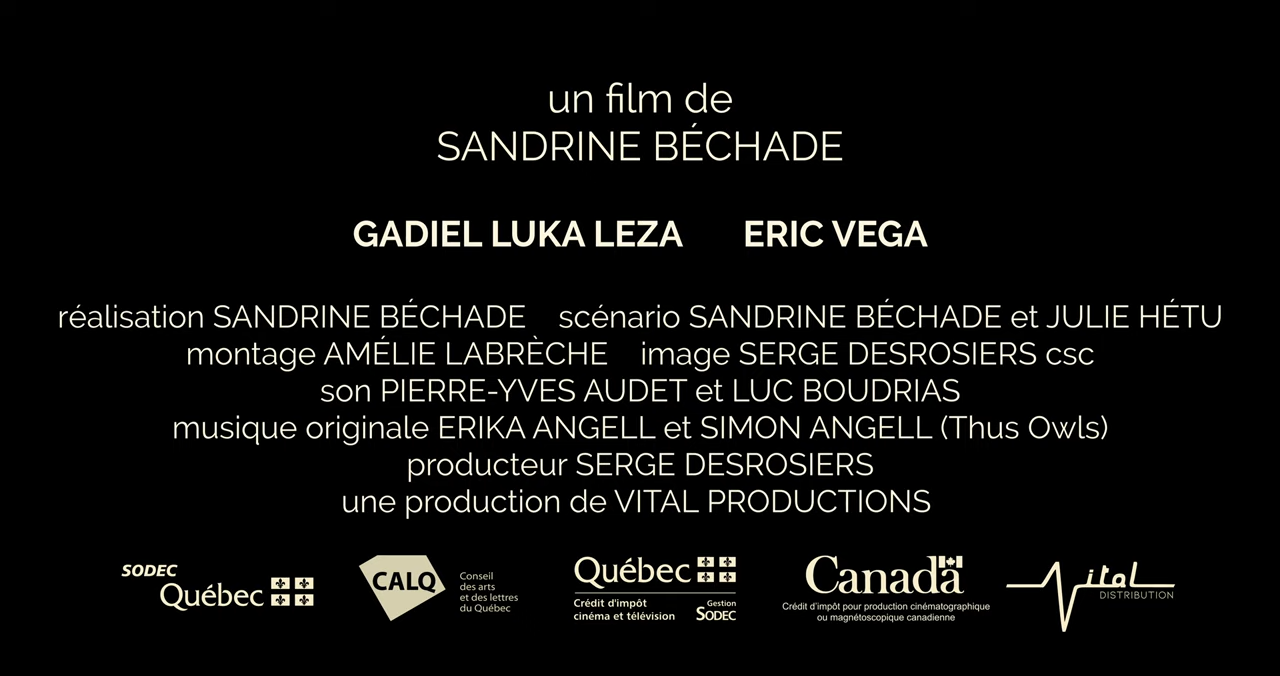 un film de
SANDRINE BÉCHADE
GADIEL LUKA LEZA ERIC VEGA
réalisation SANDRINE BÉCHADE scénario SANDRINE BÉCHADE et JULIE HÉTU
montage AMÉLIE LABRÈCHE image SERGE DESROSIERS csc
son PIERRE-YVES AUDET et LUC BOUDRIAS
musique originale ERIKA ANGELL et SIMON ANGELL (Thus Owls)
producteur SERGE DESROSIERS
une production de VITAL PRODUCTIONS
SODEC
Québec
CALQ
Conseil
des arts
et des lettres
du Québec
Québec
Crédit d'impôt
cinéma et télévision
Gestion
SODEC
Canada
Crédit d'impôt pour production cinématographique
ou magnétoscopique canadienne
Vital
DISTRIBUTION